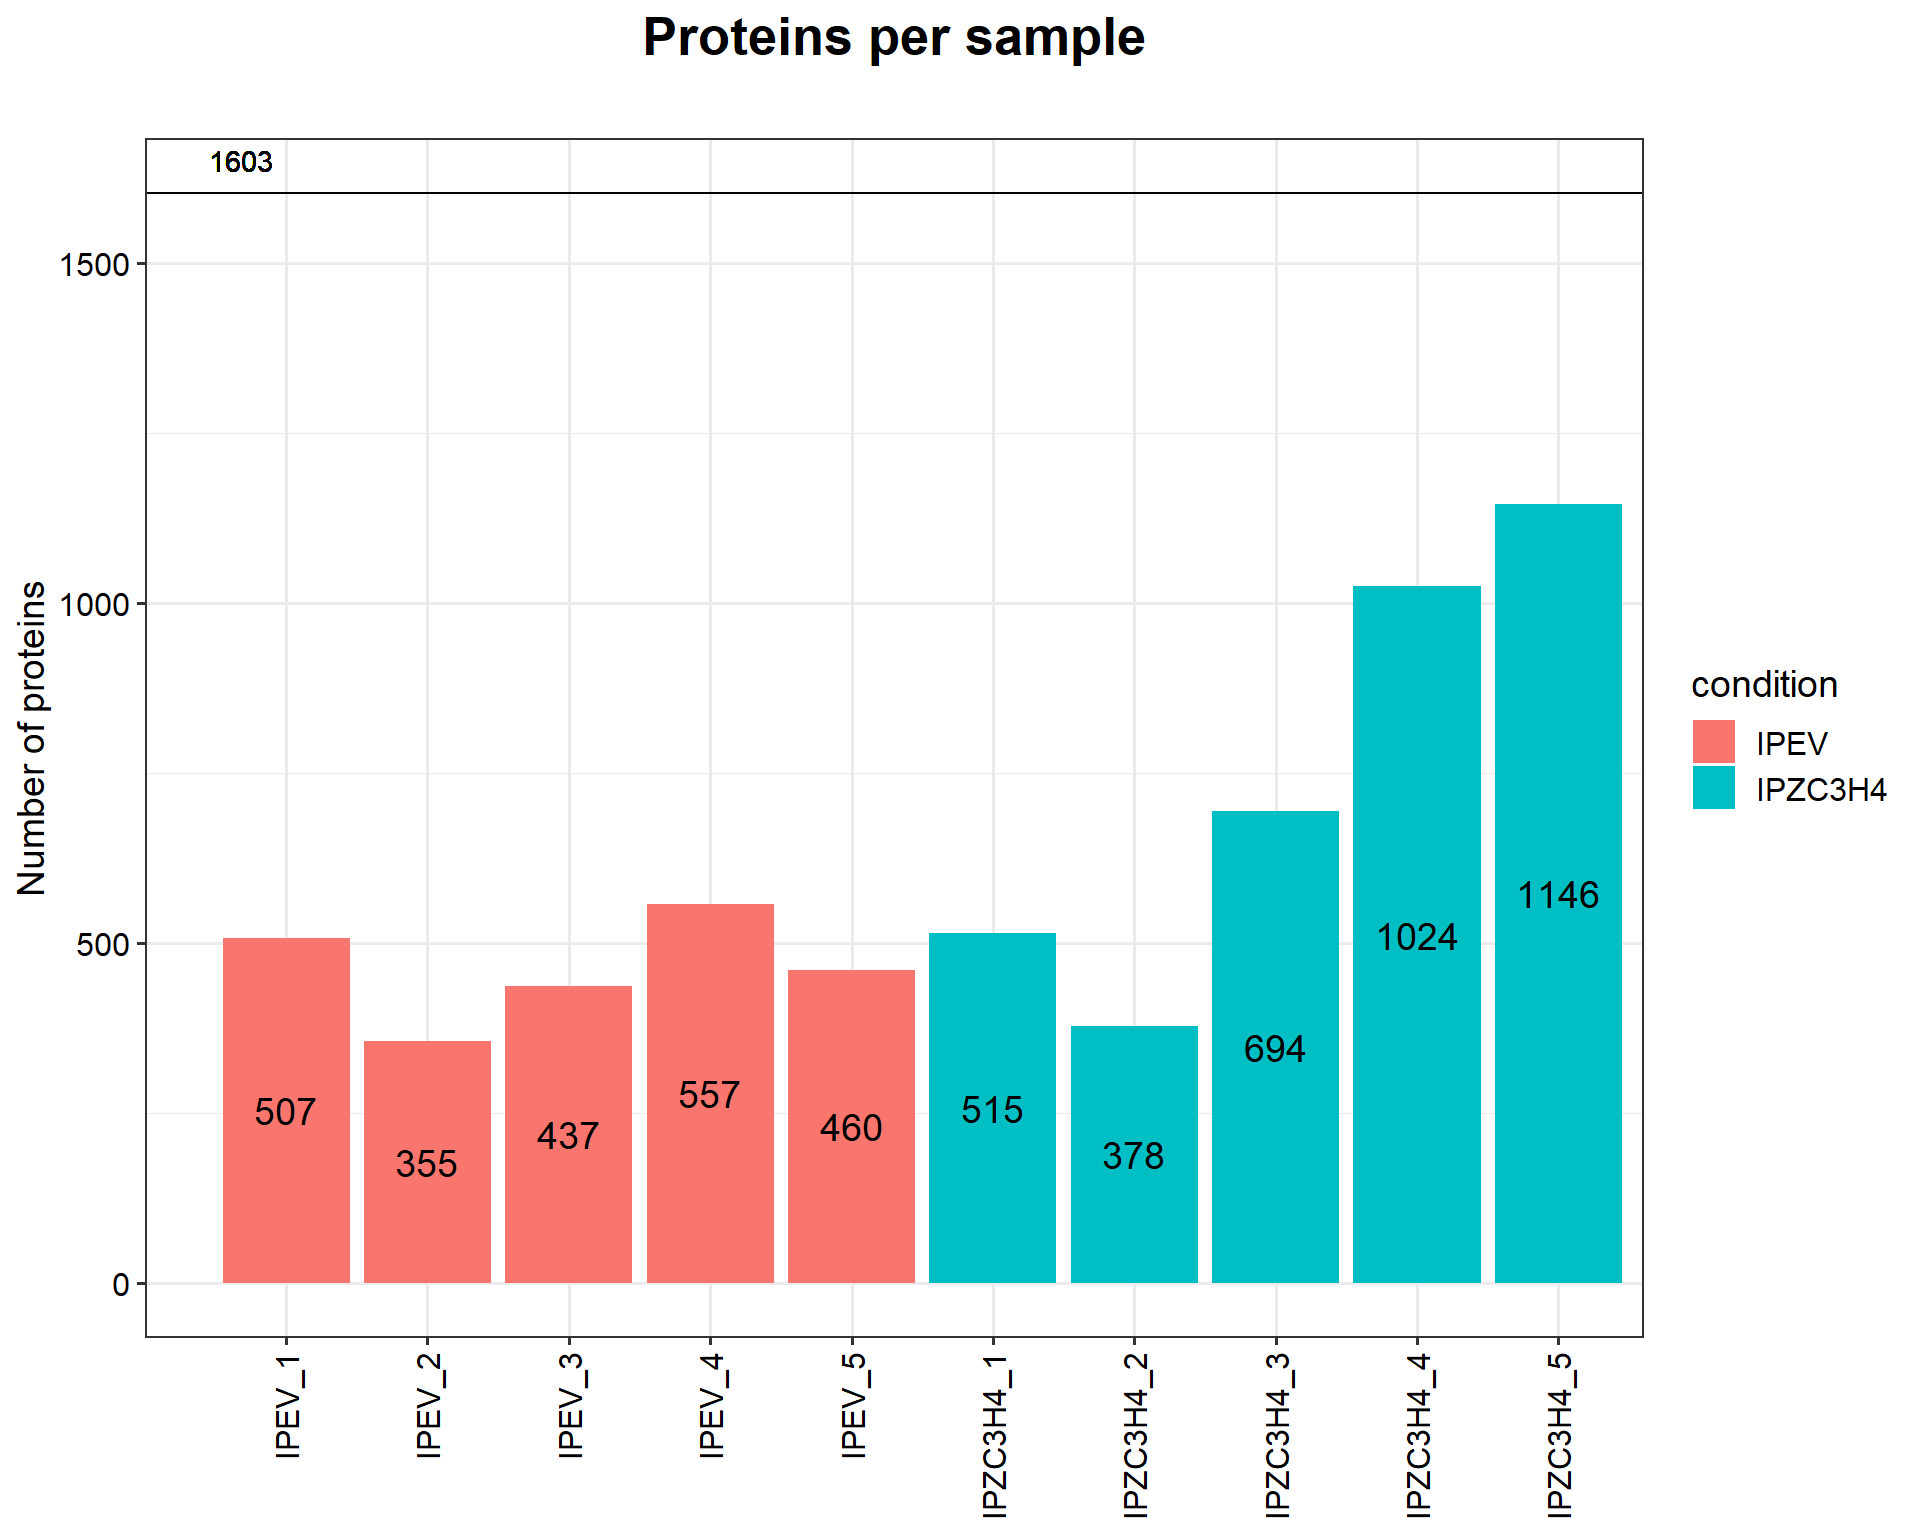 Proteins per sample
1603
1500
1000
500
0
Number of proteins
507
355
437
557
460
515
378
694
1024
1146
IPEV_1
IPEV_2
IPEV_3
IPEV_4
IPEV_5
IPZC3H4_1
IPZC3H4_2
IPZC3H4_3
IPZC3H4_4
IPZC3H4_5
condition
IPEV
IPZC3H4